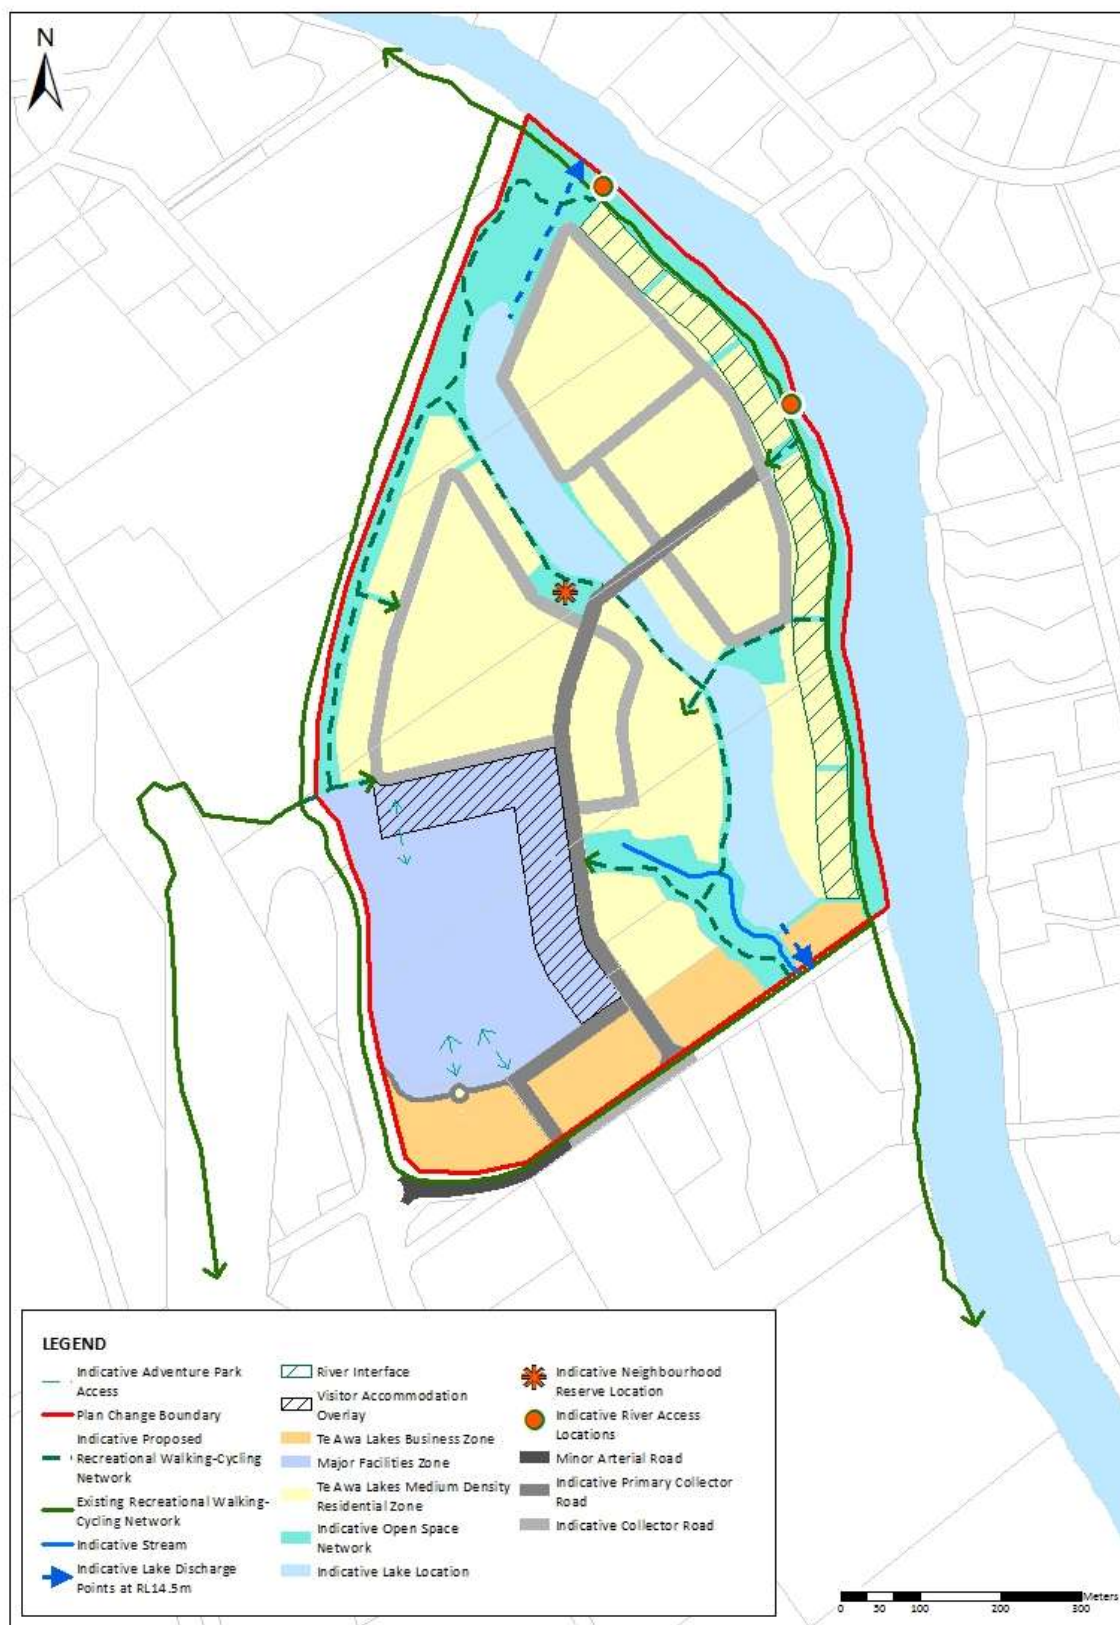 N
LEGEND
Indicative Adventure Park
Access
Plan Change Boundary
Indicative Proposed
Recreational Walking-Cycling
Network
Existing Recreational Walking-
Cycling Network
Indicative Stream
Indicative Lake Discharge
Points at RL14.5m
River Interface
Visitor Accommodation
Overlay
Te Awa Lakes Business Zone
Major Facilities Zone
Te Awa Lakes Medium Density
Residential Zone
Indicative Open Space
Network
Indicative Lake Location
Indicative Neighbourhood
Reserve Location
Indicative River Access
Locations
Minor Arterial Road
Indicative Primary Collector
Road
Indicative Collector Road
Meters
0 50 100 200 300